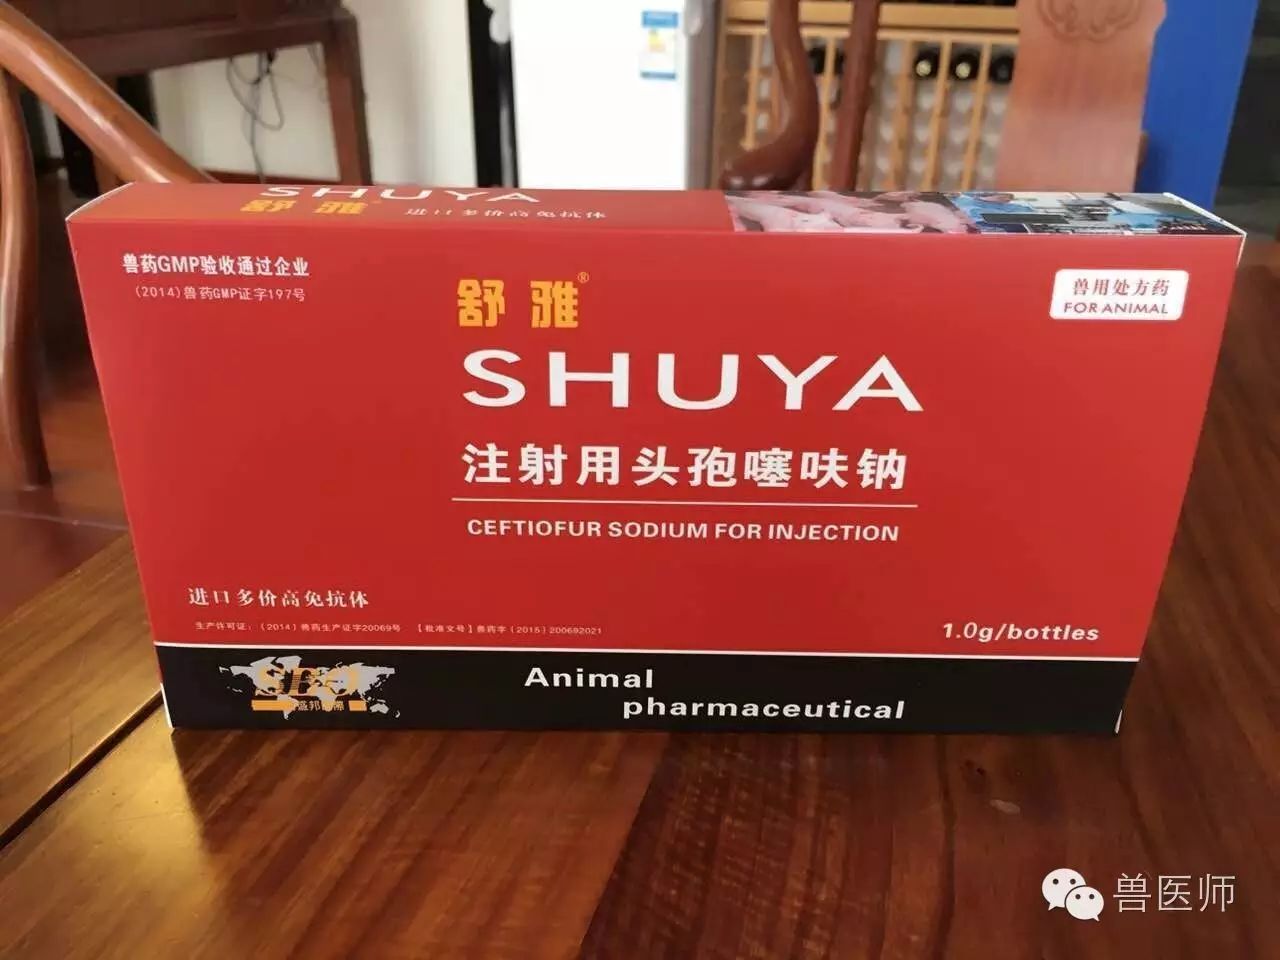 SHUYA
舒雅
进口多价高免抗体
兽药GMP验收通过企业
(2014)兽药GMP证字197号
舒雅®
兽用处方药
FOR ANIMAL
SHUYA
注射用头孢噻呋钠
CEFTIOFUR SODIUM FOR INJECTION
进口多价高免抗体
生产许可证：(2014)兽药生产证字20069号 【批准文号】兽药字(2015)200692021
1.0g/bottles
Animal
pharmaceutical
兽医师